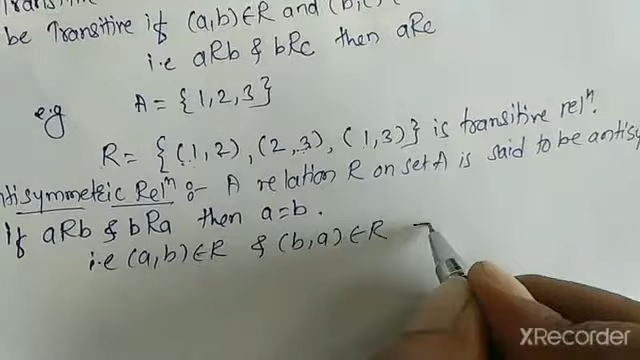 be Transitive if (a,b)∈R and (b,c)
i.e aRb & bRc then aRc
e.g A = {1,2,3}
R = {(1,2), (2,3), (1,3)} is transitive relⁿ.
ntisymmetric Relⁿ :- A relation R on set A is said to be antisy
if aRb & bRa then a=b.
i.e (a,b)∈R & (b,a)∈R
XRecorder